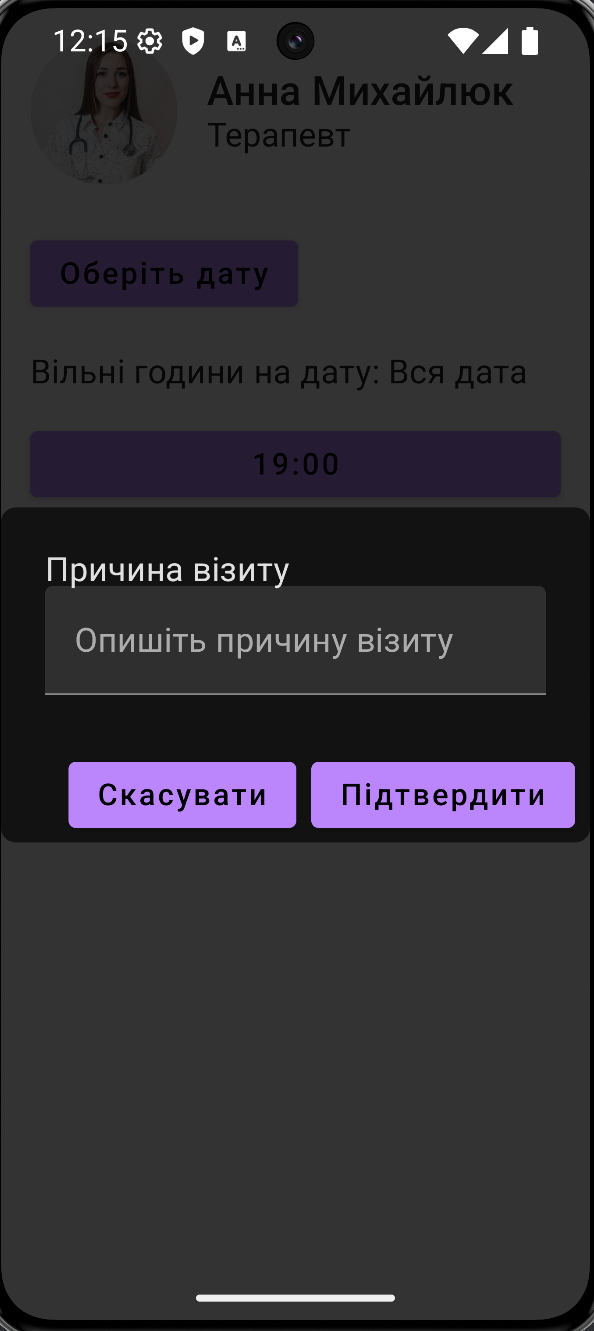 12:15
Анна Михайлюк
Терапевт
Оберіть дату
Вільні години на дату: Вся дата
19:00
Причина візиту
Опишіть причину візиту
Скасувати Підтвердити